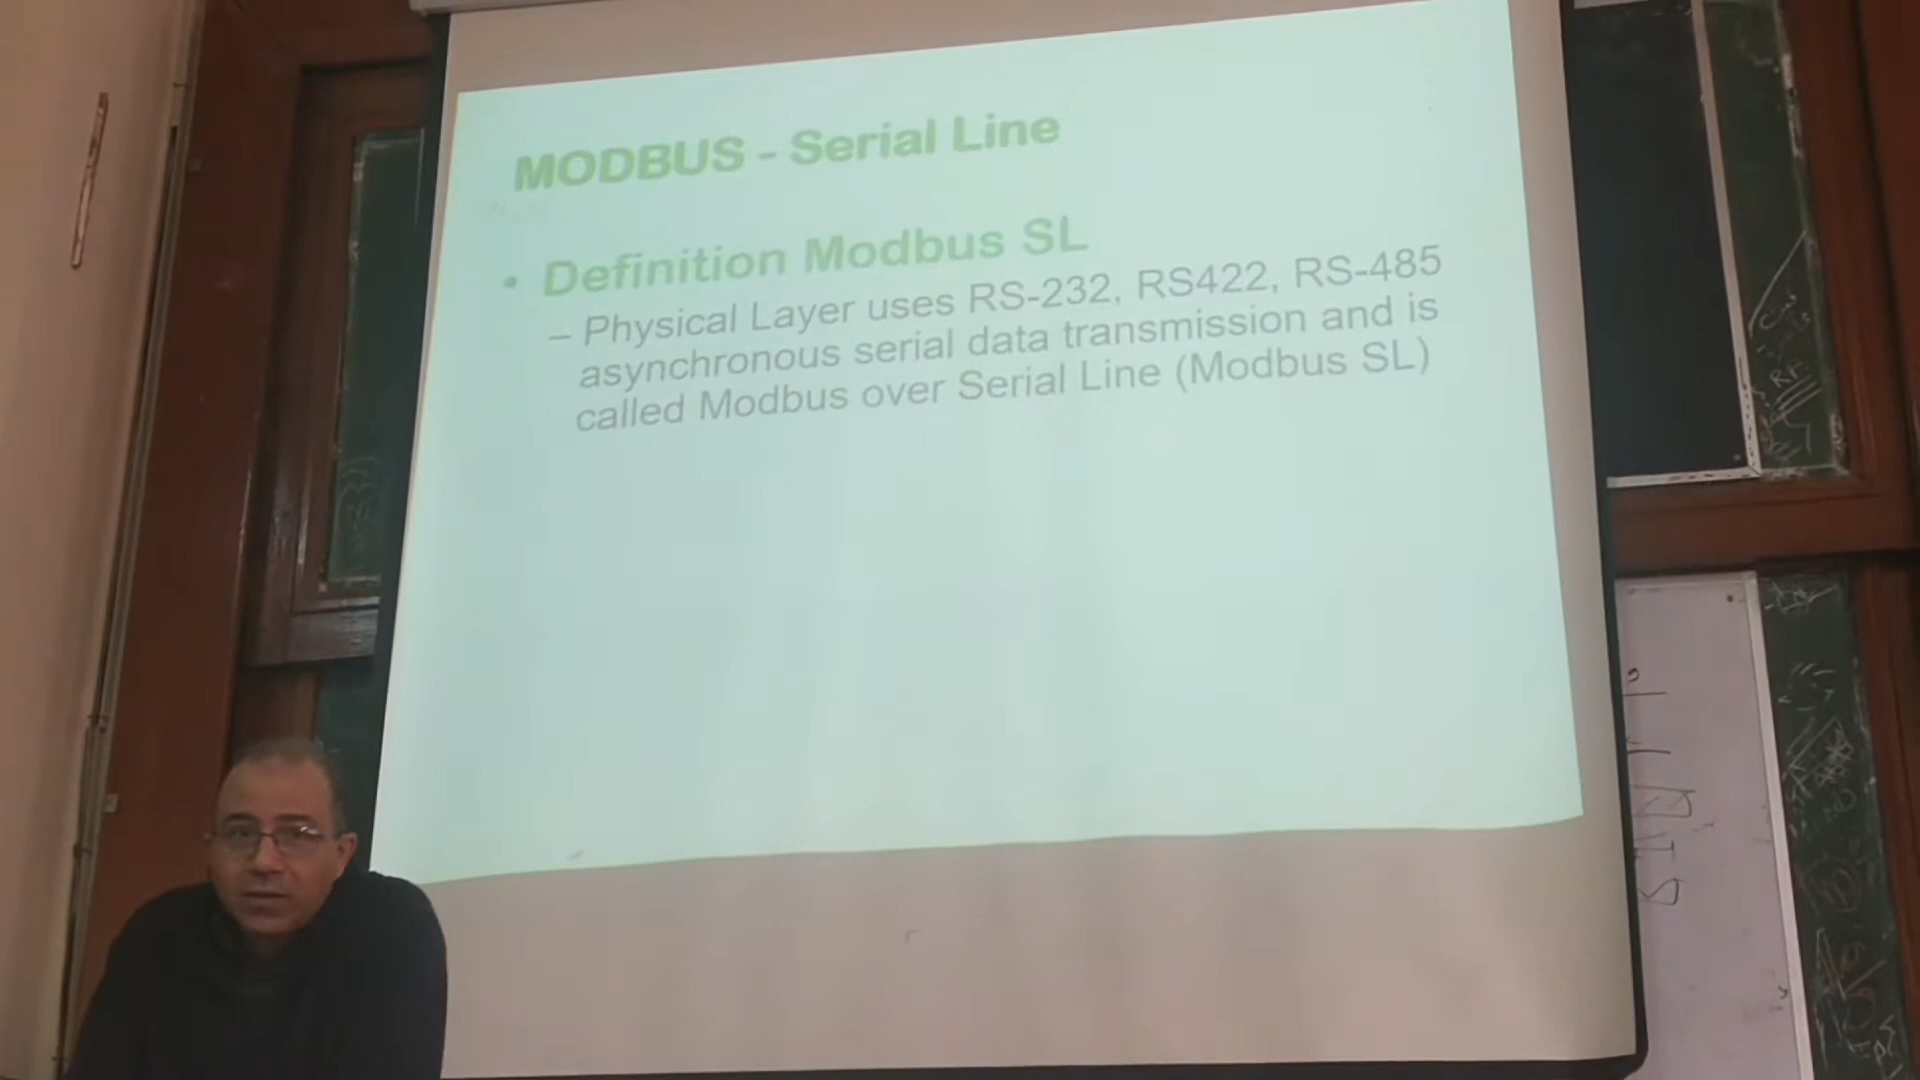 MODBUS - Serial Line
• Definition Modbus SL
– Physical Layer uses RS-232, RS422, RS-485
asynchronous serial data transmission and is
called Modbus over Serial Line (Modbus SL)